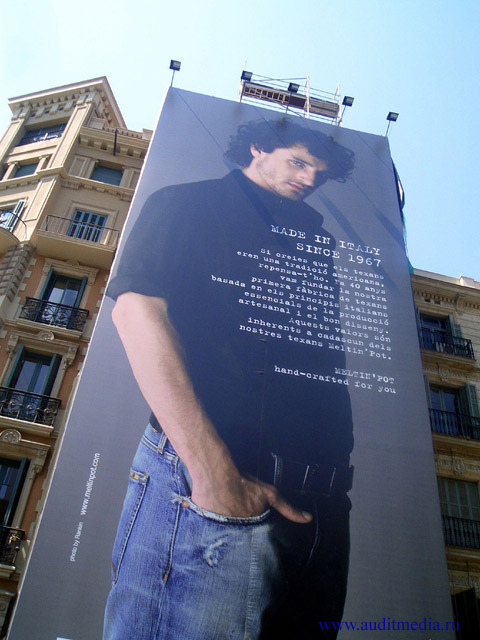 MADE IN ITALY
SINCE 1967
Si creies que els texans
eren una tradició americana,
repensa-t'ho. Fa 40 anys
vam fundar la nostra
primera fàbrica de texans
basada en els principis italians
essencials de la producció
artesanal i el bon disseny.
Aquests valors són
inherents a cadascun dels
nostres texans Meltin'Pot.
MELTIN'POT
hand-crafted for you
www.meltinpot.com
photo by Rankin
www.auditmedia.ru